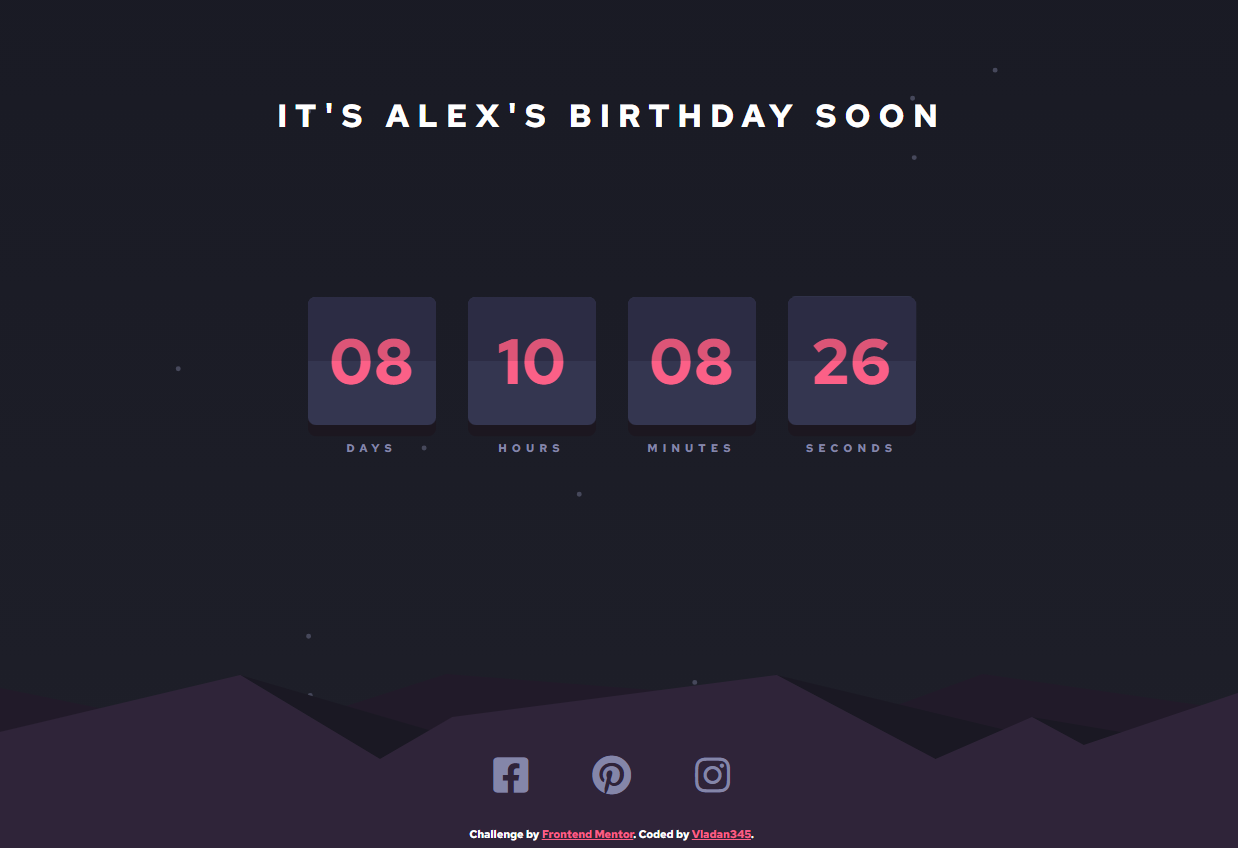 IT'S ALEX'S BIRTHDAY SOON
08 10 08 26
DAYS HOURS MINUTES SECONDS
Challenge by Frontend Mentor. Coded by Vladan345.